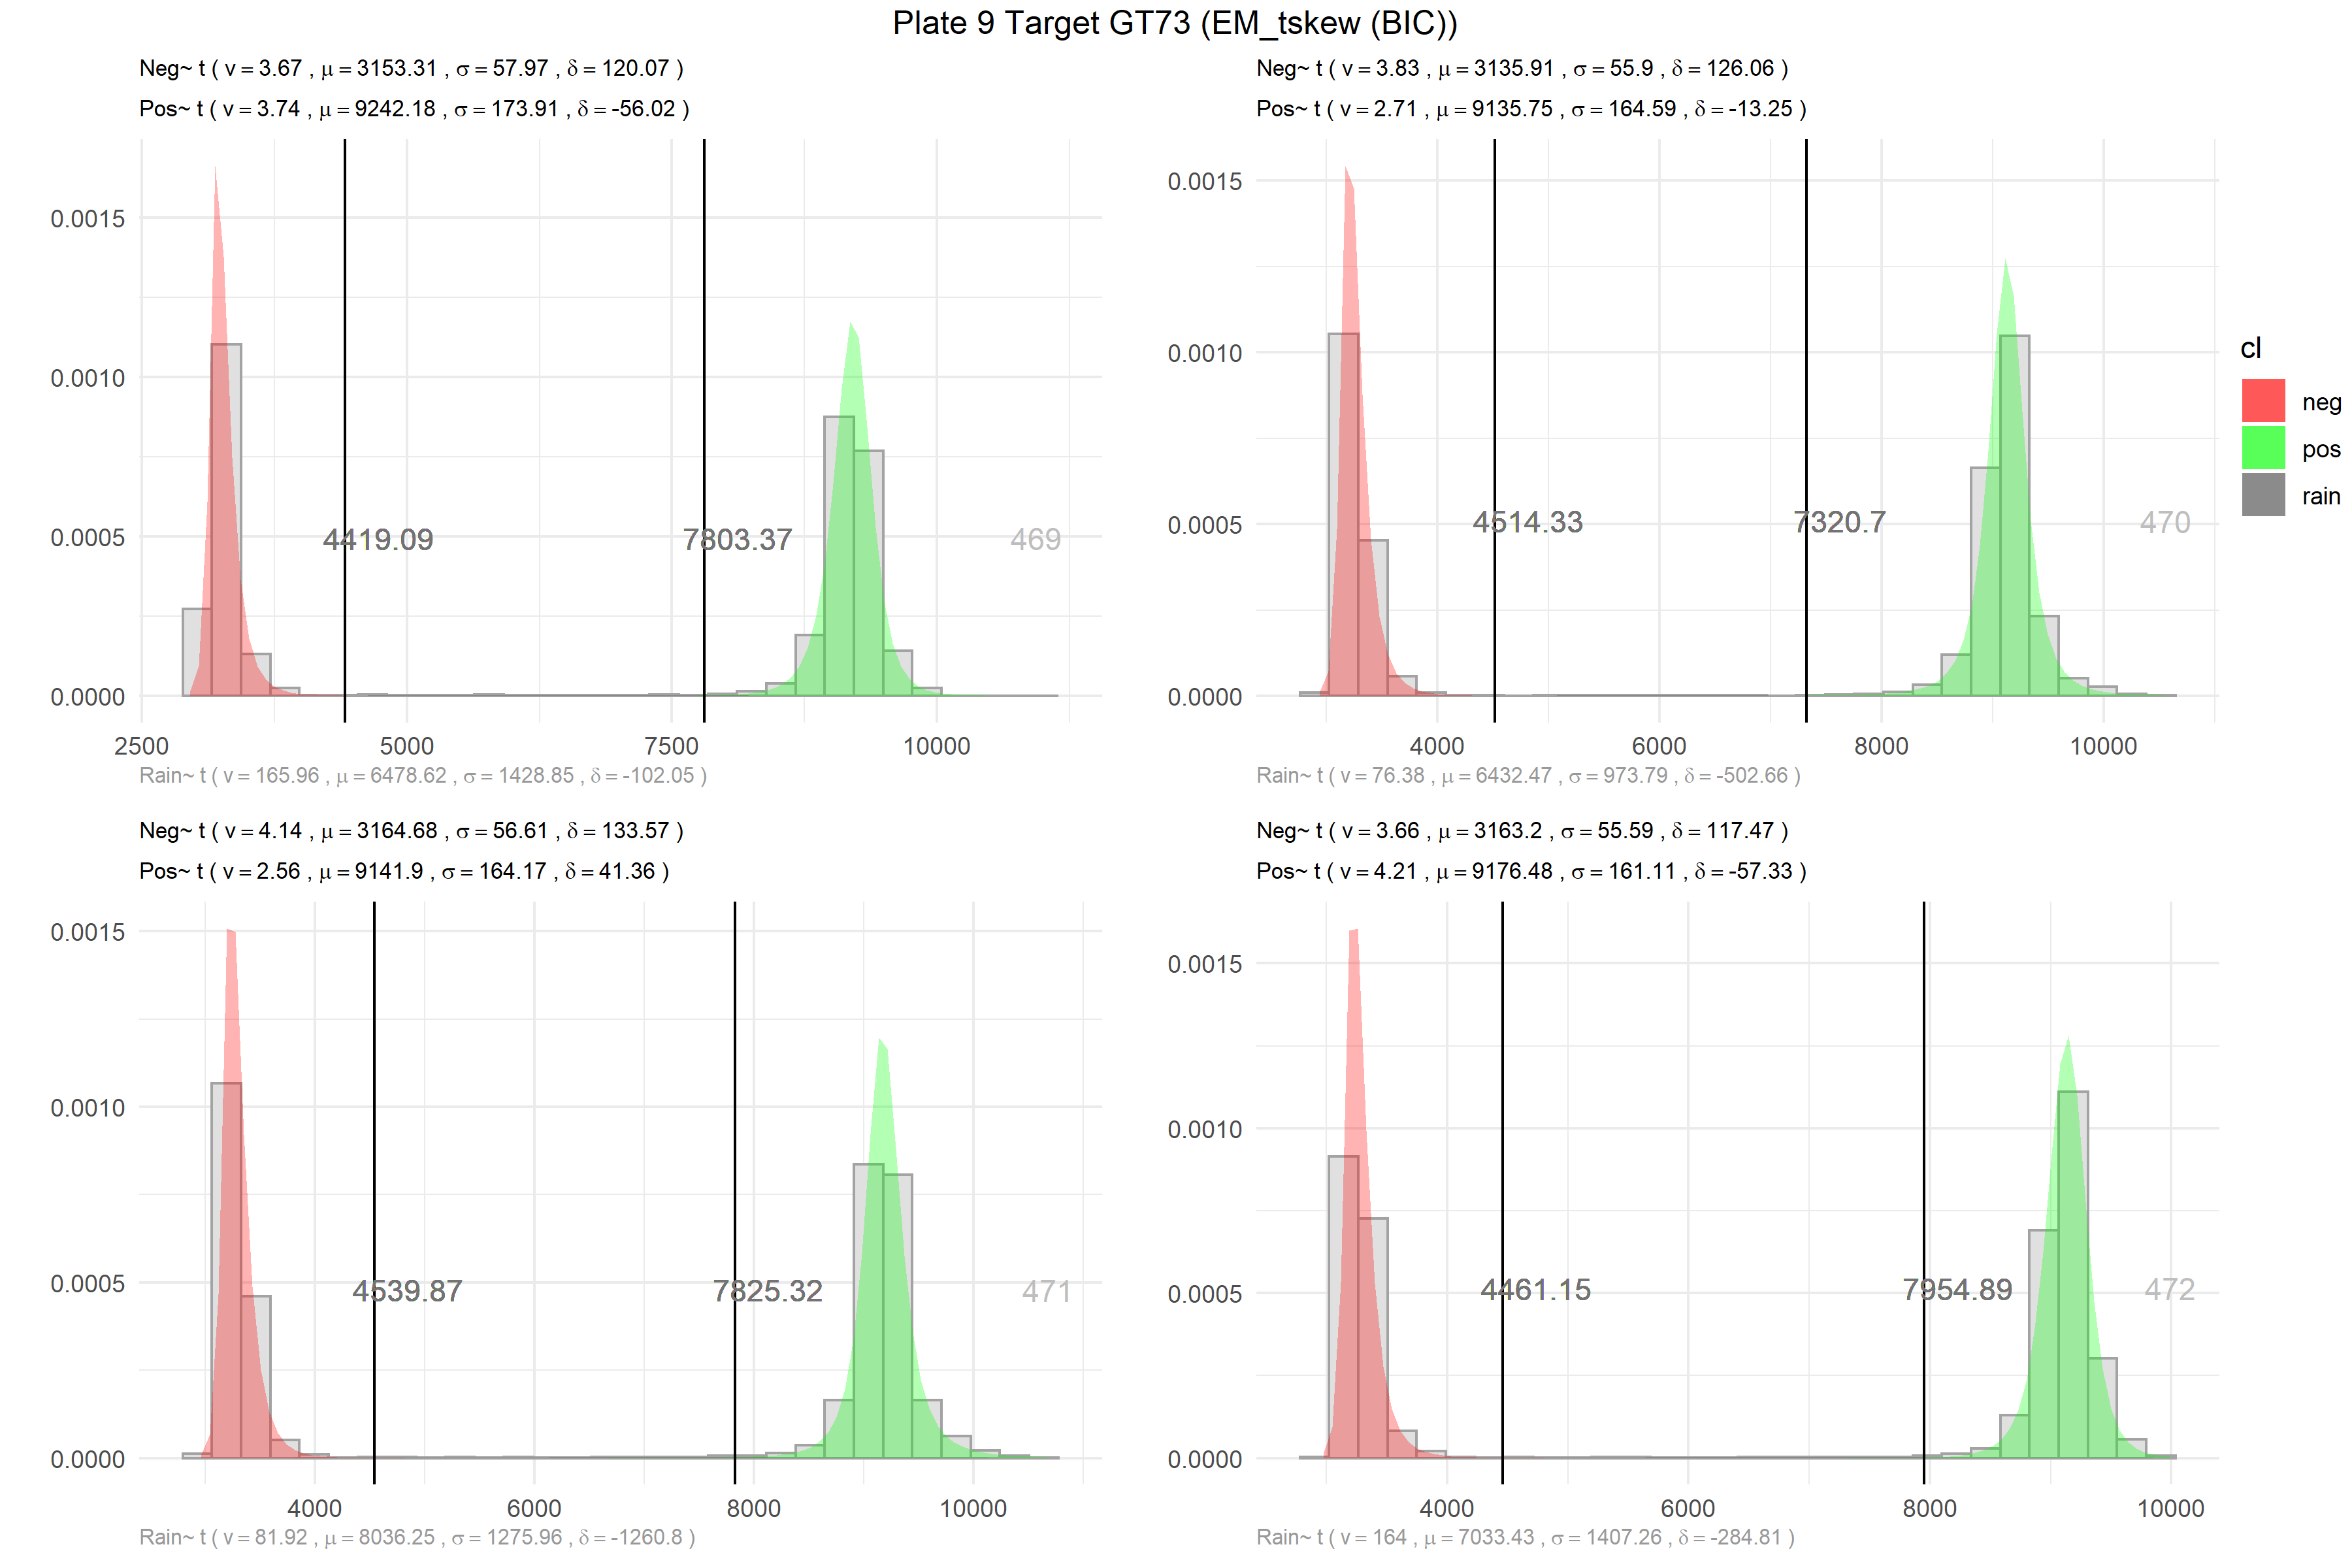 Plate 9 Target GT73 (EM_tskew (BIC))
Neg~ t ( ν = 3.67 , μ = 3153.31 , σ = 57.97 , δ = 120.07 )
Pos~ t ( ν = 3.74 , μ = 9242.18 , σ = 173.91 , δ = -56.02 )
0.0015
0.0010
0.0005
0.0000
4419.09
7803.37
469
2500
5000
7500
10000
Rain~ t ( ν = 165.96 , μ = 6478.62 , σ = 1428.85 , δ = -102.05 )
Neg~ t ( ν = 3.83 , μ = 3135.91 , σ = 55.9 , δ = 126.06 )
Pos~ t ( ν = 2.71 , μ = 9135.75 , σ = 164.59 , δ = -13.25 )
0.0015
0.0010
0.0005
0.0000
4514.33
7320.7
470
4000
6000
8000
10000
Rain~ t ( ν = 76.38 , μ = 6432.47 , σ = 973.79 , δ = -502.66 )
cl
neg
pos
rain
Neg~ t ( ν = 4.14 , μ = 3164.68 , σ = 56.61 , δ = 133.57 )
Pos~ t ( ν = 2.56 , μ = 9141.9 , σ = 164.17 , δ = 41.36 )
0.0015
0.0010
0.0005
0.0000
4539.87
7825.32
471
4000
6000
8000
10000
Rain~ t ( ν = 81.92 , μ = 8036.25 , σ = 1275.96 , δ = -1260.8 )
Neg~ t ( ν = 3.66 , μ = 3163.2 , σ = 55.59 , δ = 117.47 )
Pos~ t ( ν = 4.21 , μ = 9176.48 , σ = 161.11 , δ = -57.33 )
0.0015
0.0010
0.0005
0.0000
4461.15
7954.89
472
4000
6000
8000
10000
Rain~ t ( ν = 164 , μ = 7033.43 , σ = 1407.26 , δ = -284.81 )